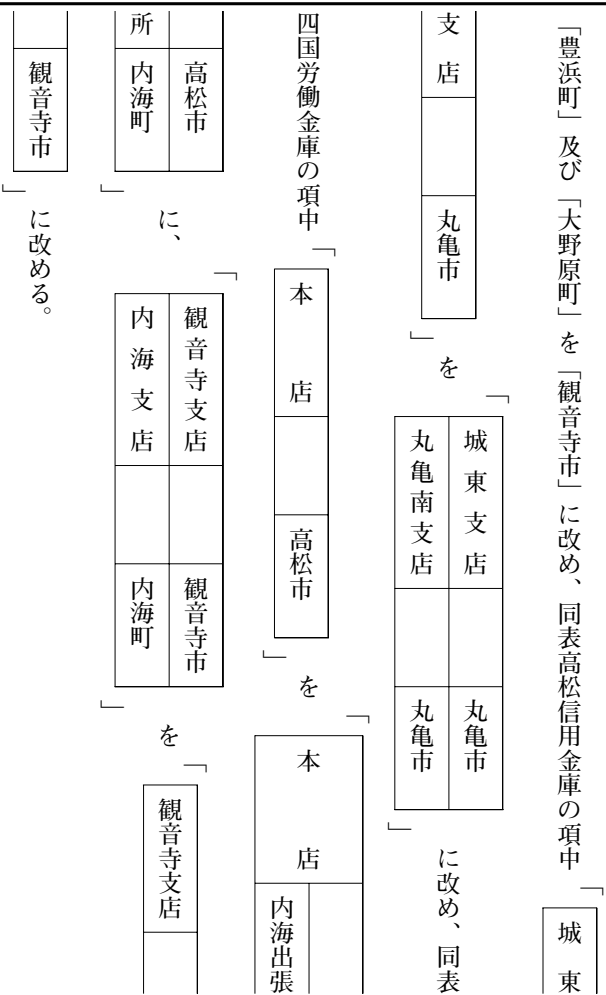 「豊浜町」及び「大野原町」を「観音寺市」に改め、同表高松信用金庫の項中「城東
支店 丸亀市」を「城東支店 丸亀市
丸亀南支店 丸亀市」に改め、同表
四国労働金庫の項中「本店 高松市」を「本店
内海出張
所 高松市
内海町」に、「観音寺支店 観音寺市
内海支店 内海町」を「観音寺支店
観音寺市」に改める。